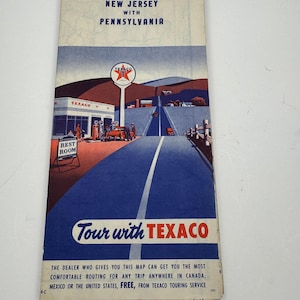 NEW JERSEY
WITH
PENNSYLVANIA
TEXACO
TEXACO
REST
ROOM
Tour with TEXACO
THE DEALER WHO GIVES YOU THIS MAP CAN GET YOU THE MOST
COMFORTABLE ROUTING FOR ANY TRIP ANYWHERE IN CANADA,
MEXICO OR THE UNITED STATES, FREE, FROM TEXACO TOURING SERVICE